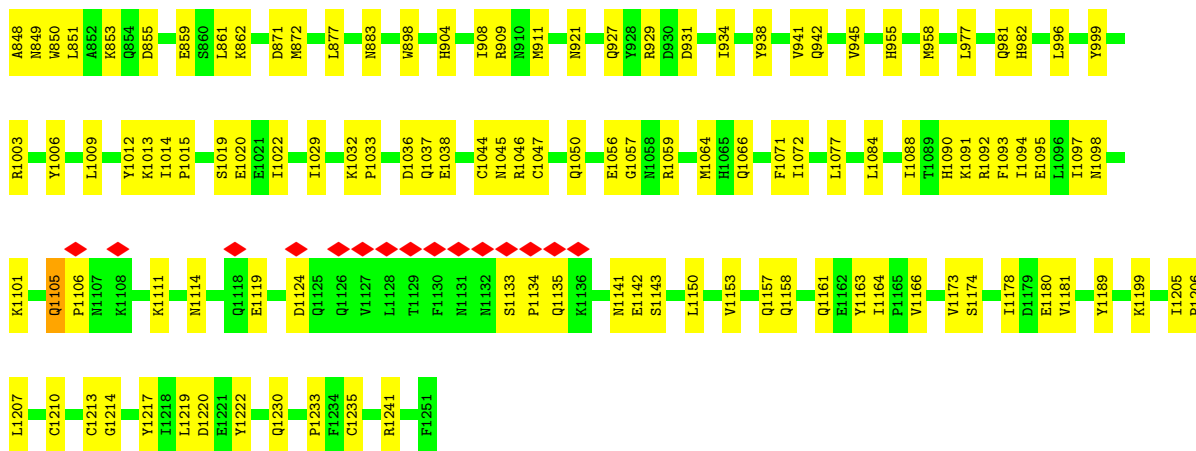 A848 N849 W850 L851 A852 K853 Q854 D855 E859 S860 L861 K862 D871 M872 L877 N883 W898 H904 I908 R909 N910 M911 N921 Q927 Y928 R929 D930 D931 I934 Y938 V941 Q942 V945 H955 M958 L977 Q981 H982 L996 Y999
R1003 Y1006 L1009 Y1012 K1013 I1014 P1015 S1019 E1020 E1021 I1022 I1029 K1032 P1033 D1036 Q1037 E1038 C1044 N1045 R1046 C1047 Q1050 E1056 G1057 N1058 R1059 M1064 H1065 Q1066 F1071 I1072 L1077 L1084 I1088 T1089 H1090 K1091 R1092 F1093 I1094 E1095 L1096 I1097 N1098
K1101 Q1105 P1106 N1107 K1108 K1111 N1114 Q1118 E1119 D1124 Q1125 Q1126 V1127 L1128 T1129 F1130 N1131 N1132 S1133 P1134 Q1135 K1136 N1141 E1142 S1143 L1150 V1153 Q1157 Q1158 Q1161 E1162 Y1163 I1164 P1165 V1166 V1173 S1174 I1178 D1179 E1180 V1181 Y1189 K1199 I1205
L1207 C1210 C1213 G1214 Y1217 I1218 L1219 D1220 E1221 Y1222 Q1230 P1233 F1234 C1235 R1241 F1251